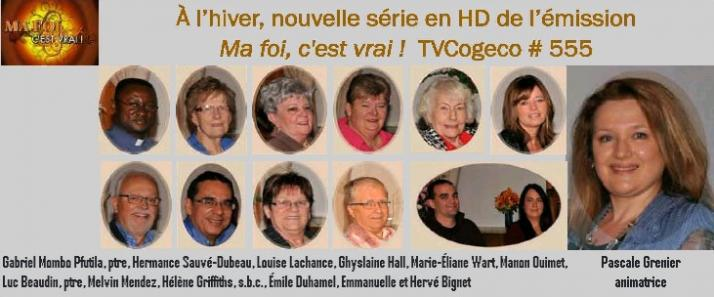 MA FOI
C'EST VRAI !
À l'hiver, nouvelle série en HD de l'émission
Ma foi, c'est vrai ! TVCogeco # 555
Gabriel Mombo Pfutila, ptre, Hermance Sauvé-Dubeau, Louise Lachance, Ghyslaine Hall, Marie-Éliane Wart, Manon Ouimet,
Luc Beaudin, ptre, Melvin Mendez, Hélène Griffiths, s.b.c., Émile Duhamel, Emmanuelle et Hervé Bignet
Pascale Grenier
animatrice